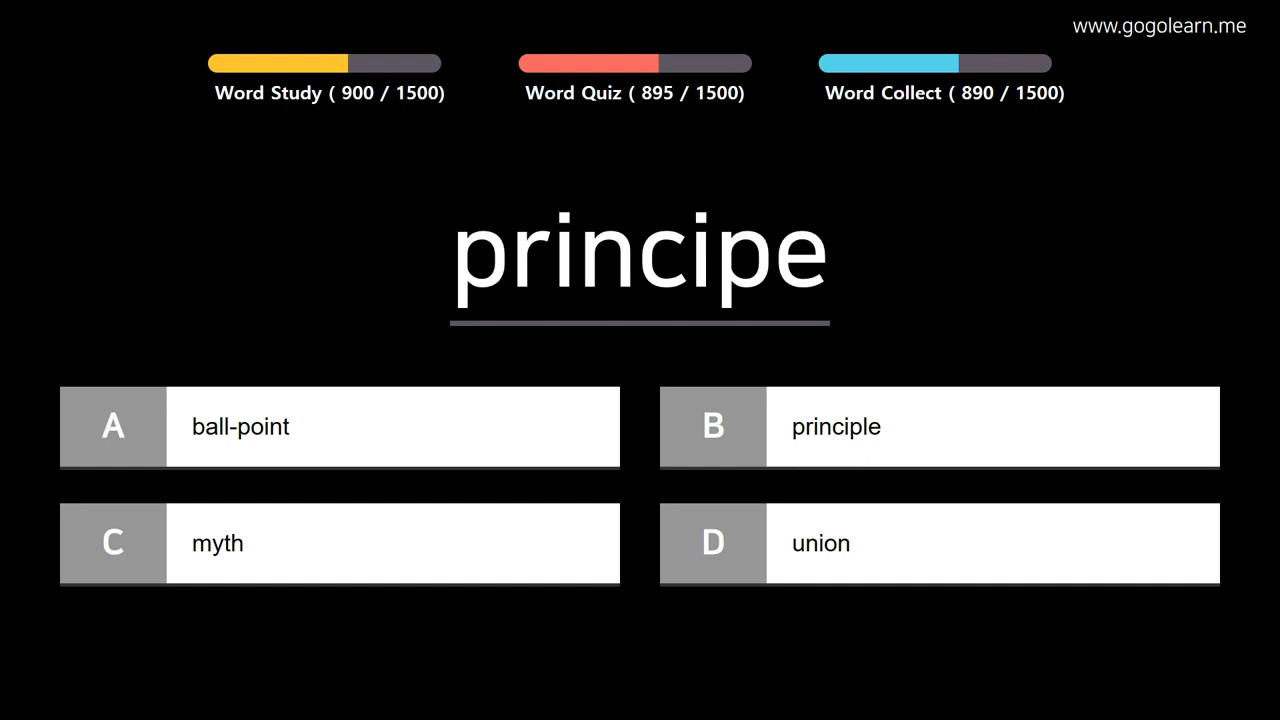 www.gogolearn.me
Word Study ( 900 / 1500)
Word Quiz ( 895 / 1500)
Word Collect ( 890 / 1500)
principe
A ball-point
B principle
C myth
D union